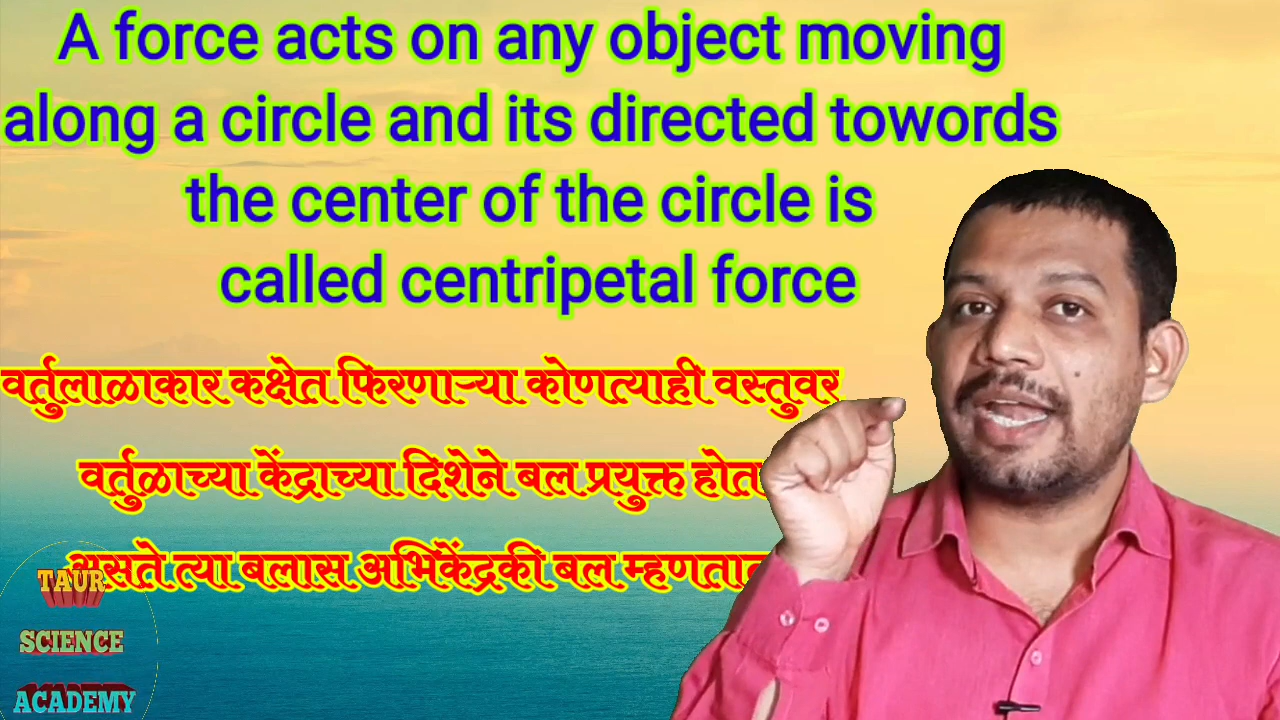 A force acts on any object moving
along a circle and its directed towords
the center of the circle is
called centripetal force
वर्तुलाळाकार कक्षेत फिरणाऱ्या कोणत्याही वस्तुवर
वर्तुळाच्या केंद्राच्या दिशेने बल प्रयुक्त होत
असते त्या बलास अभिकेंद्रकी बल म्हणतात
TAUR
SCIENCE
ACADEMY